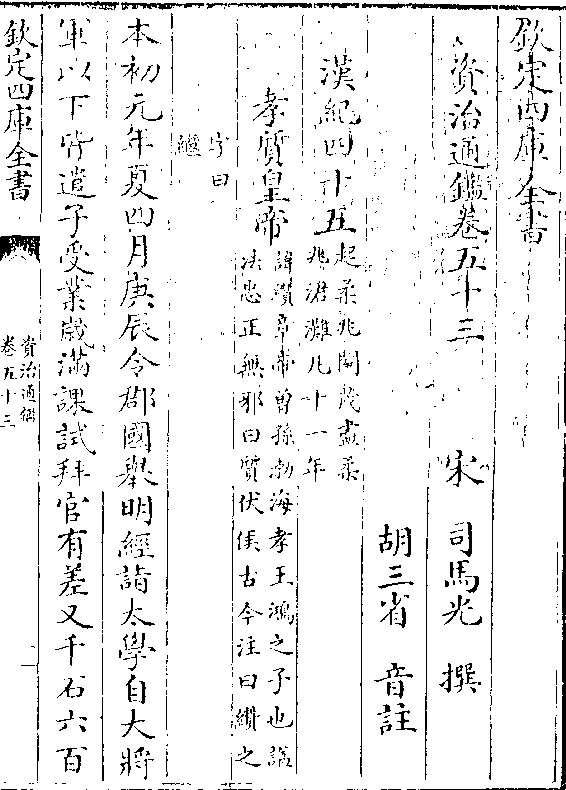 欽定四庫全書
資治通鑑卷五十三
宋 司馬光 撰
胡三省 音註
漢紀四十五起柔兆閹茂盡柔
兆涒灘凡十一年
孝質皇帝諱纘章帝曾孫勃海孝王鴻之子也謚
法忠正無邪曰質伏侯古今注曰纘之
字曰
繼
本初元年夏四月庚辰令郡國舉明經詣太學自大將
軍以下皆遣子受業歲滿課試拜官有差又千石六百
欽定四庫全書
資治通鑑
卷五十三
一